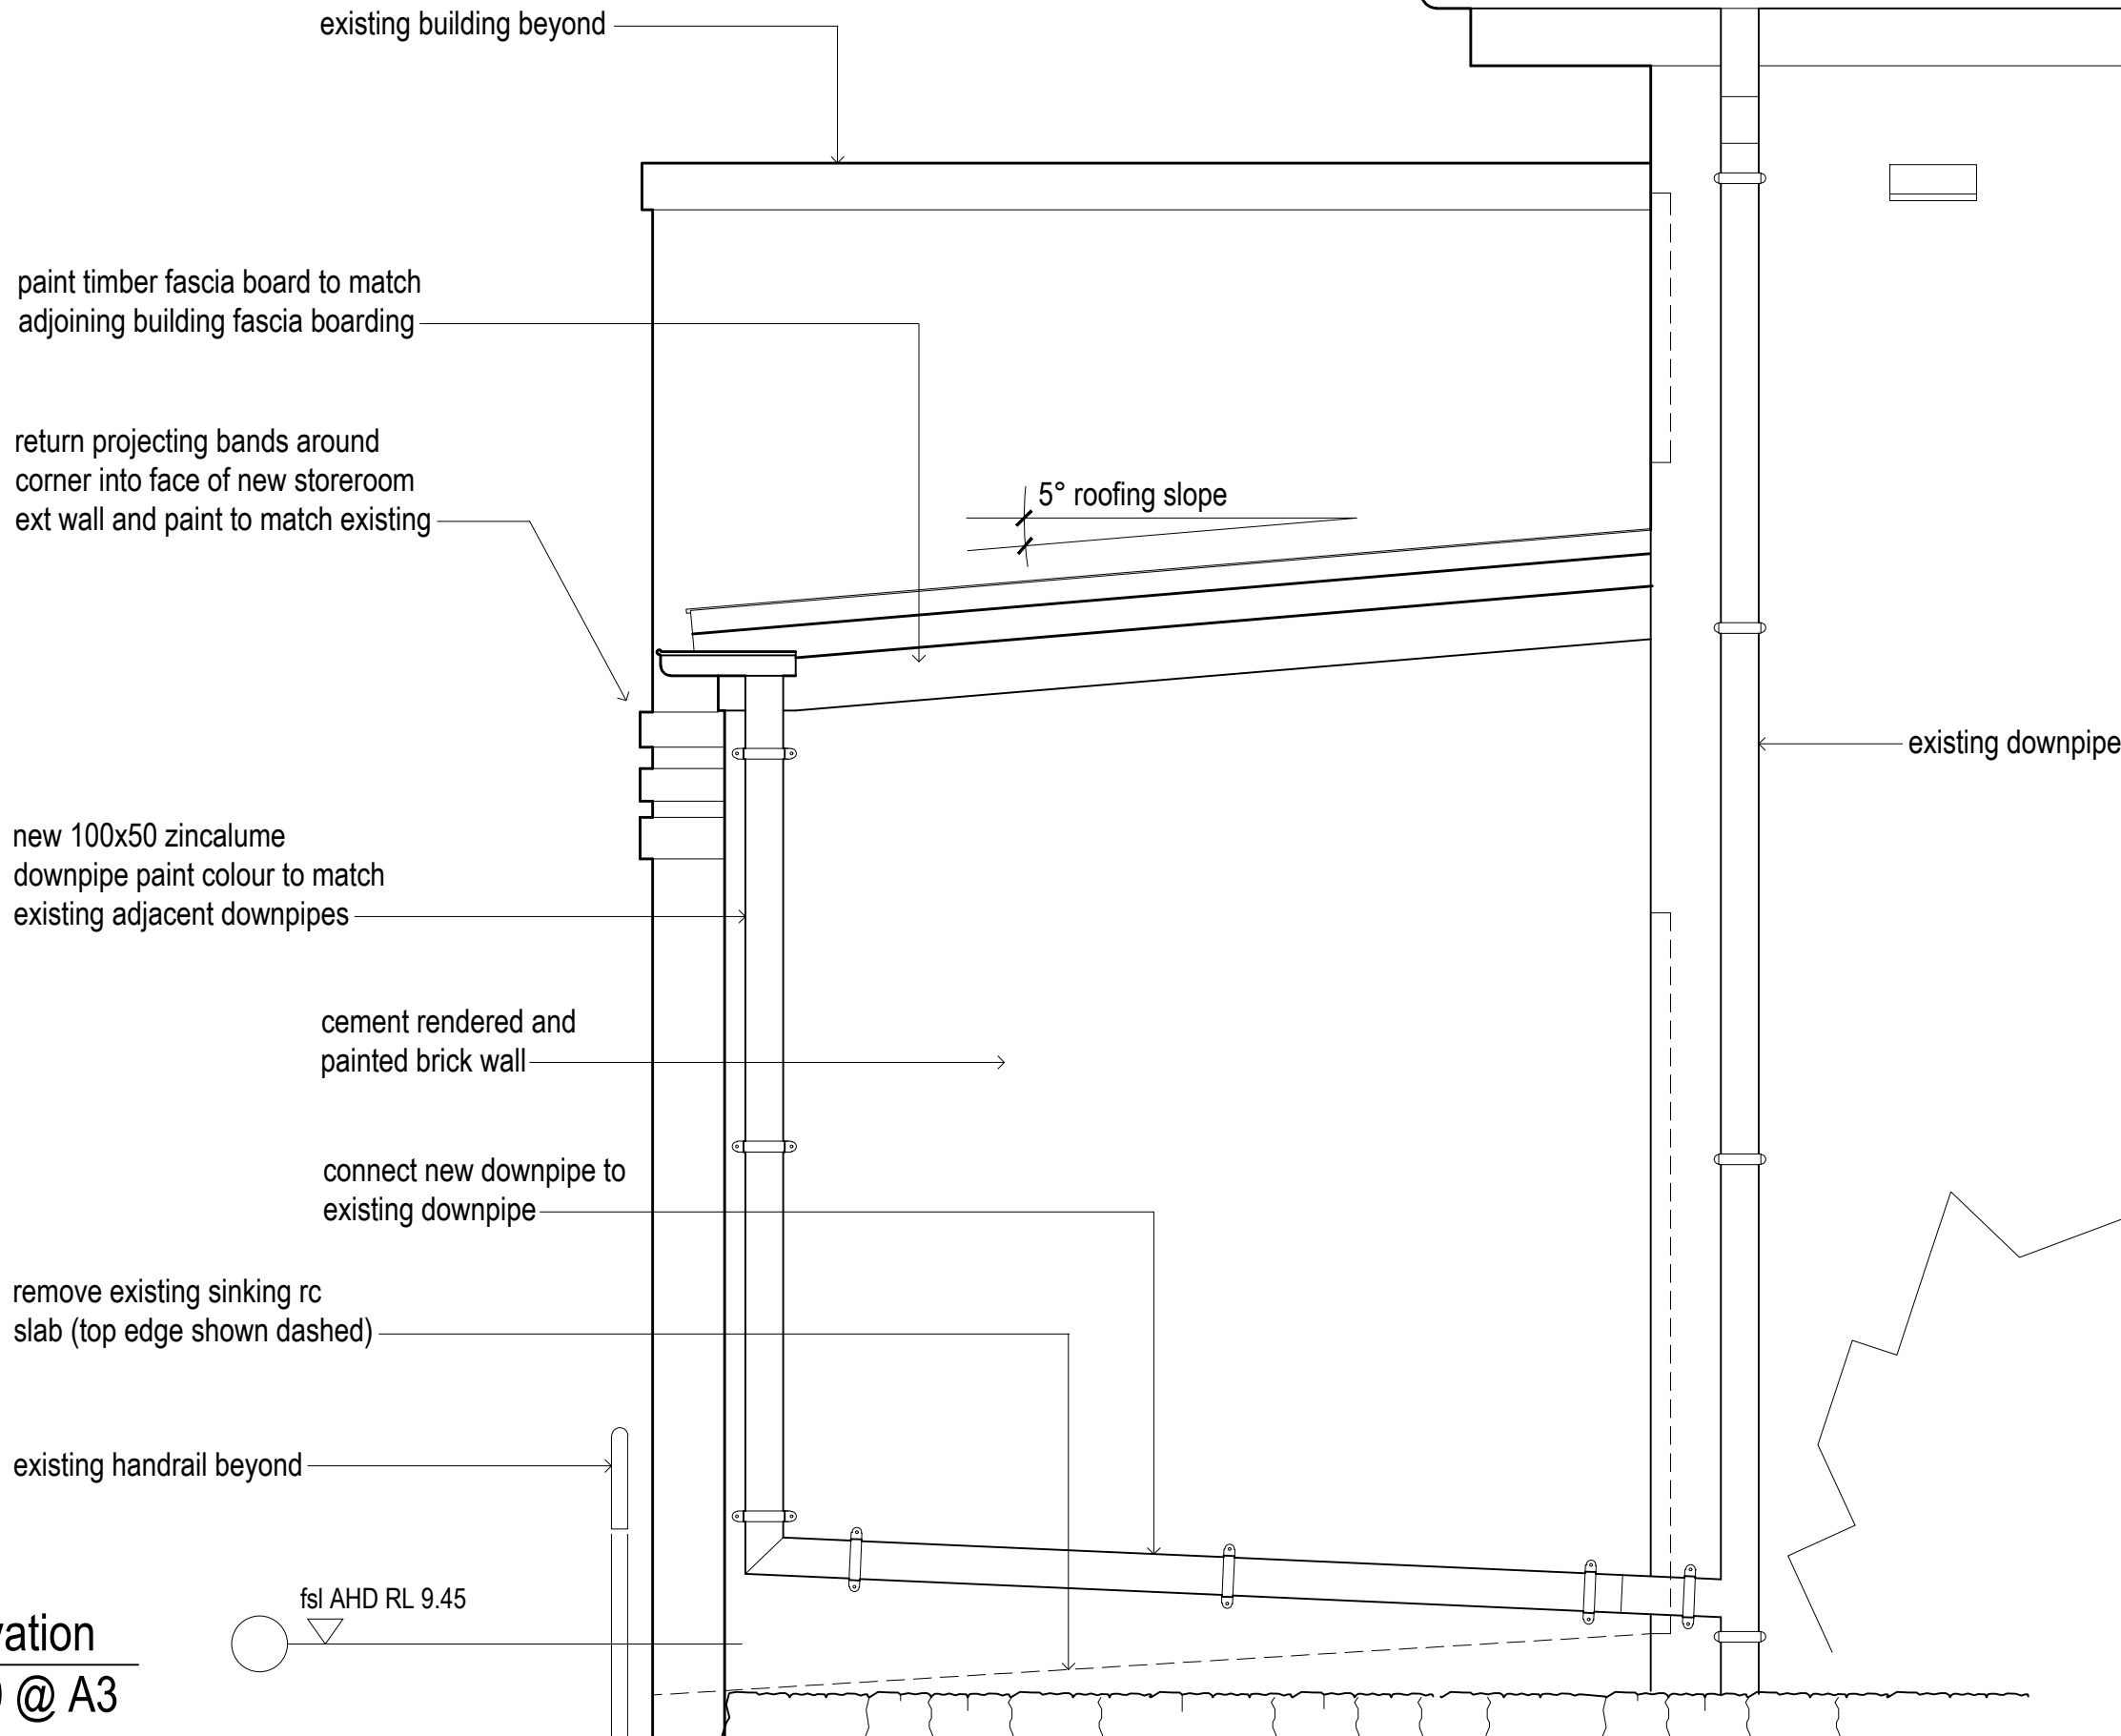 existing building beyond
paint timber fascia board to match
adjoining building fascia boarding
return projecting bands around
corner into face of new storeroom
ext wall and paint to match existing
5° roofing slope
existing downpipe
new 100x50 zincalume
downpipe paint colour to match
existing adjacent downpipes
cement rendered and
painted brick wall
connect new downpipe to
existing downpipe
remove existing sinking rc
slab (top edge shown dashed)
existing handrail beyond
fsl AHD RL 9.45
vation
@ A3